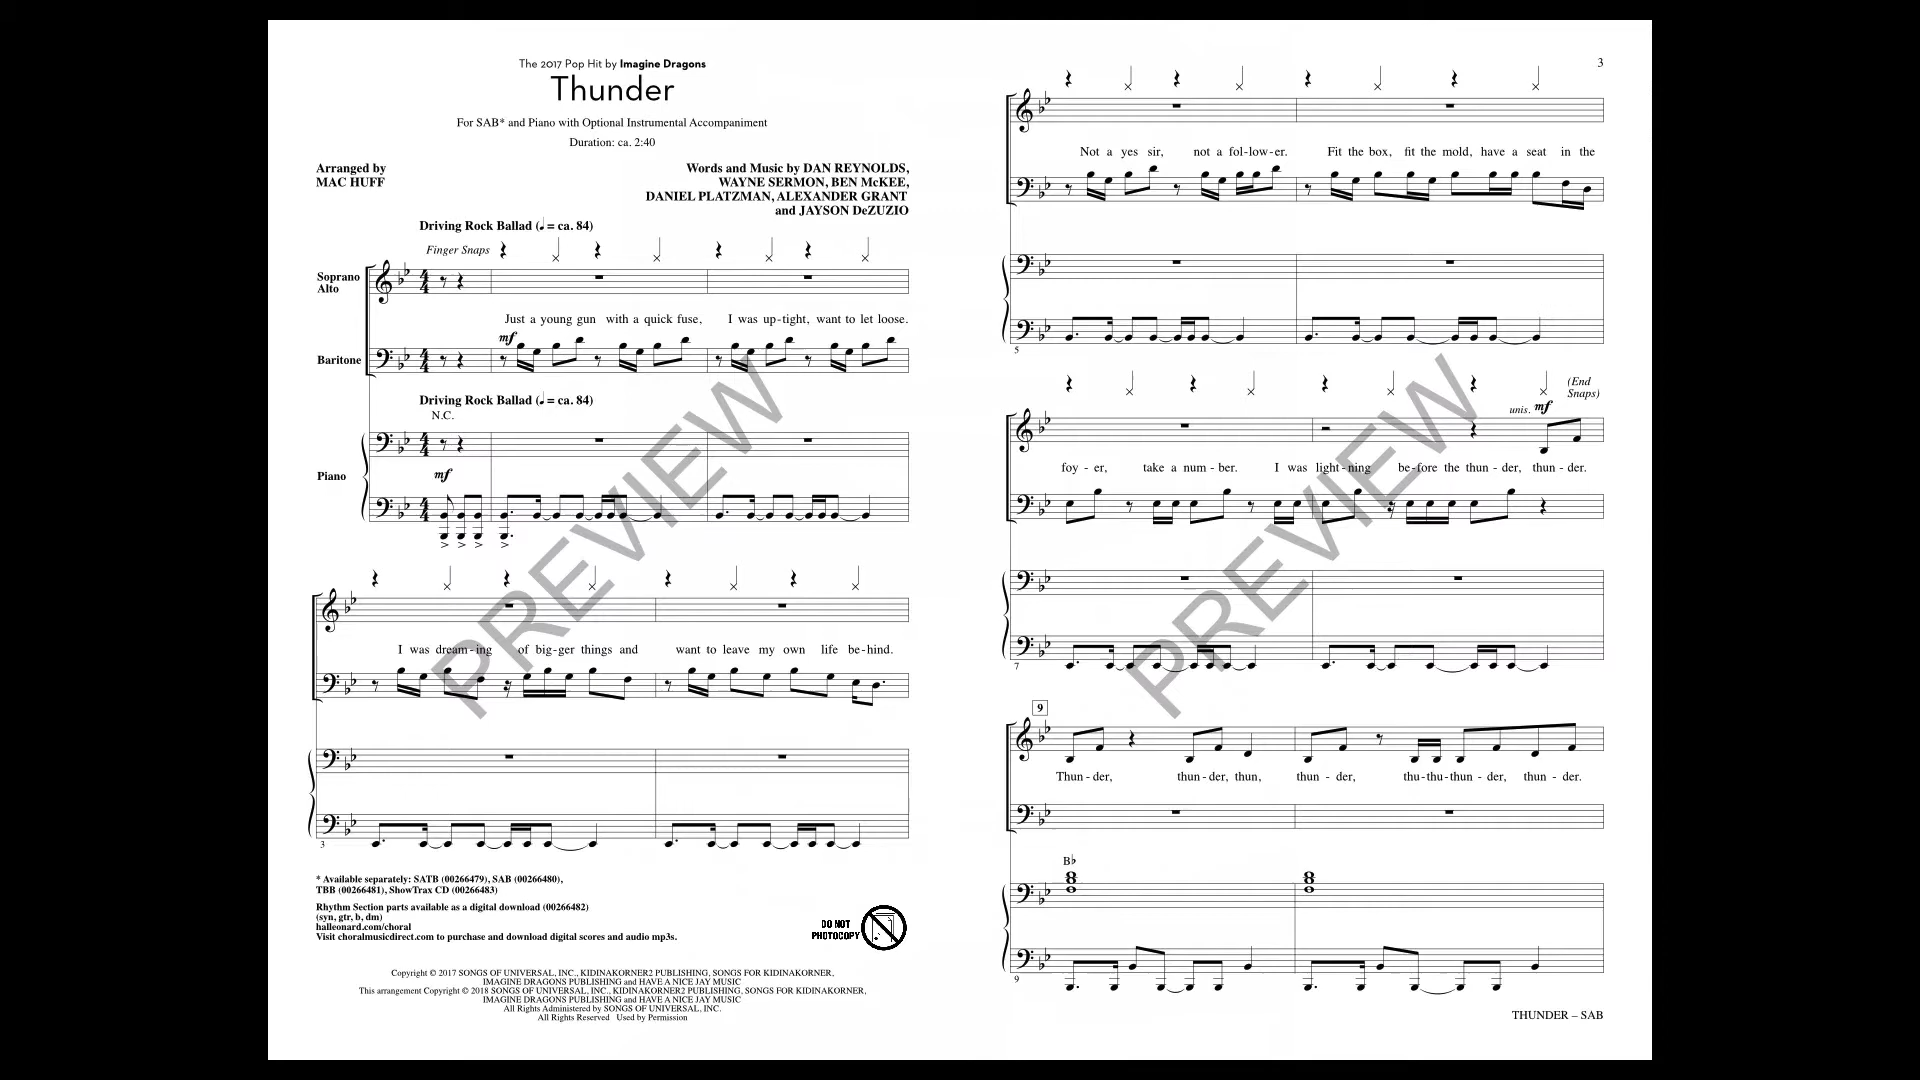 The 2017 Pop Hit by Imagine Dragons
Thunder
For SAB* and Piano with Optional Instrumental Accompaniment
Duration: ca. 2:40
Arranged by
MAC HUFF
Words and Music by DAN REYNOLDS,
WAYNE SERMON, BEN McKEE,
DANIEL PLATZMAN, ALEXANDER GRANT
and JAYSON DeZUZIO
Driving Rock Ballad (♩ = ca. 84)
Finger Snaps
Soprano
Alto
Just a young gun with a quick fuse, I was up-tight, want to let loose.
mf
Baritone
Driving Rock Ballad (♩ = ca. 84)
N.C.
mf
Piano
I was dream-ing of big-ger things and want to leave my own life be-hind.
3
* Available separately: SATB (00266479), SAB (00266480),
TBB (00266481), ShowTrax CD (00266483)
Rhythm Section parts available as a digital download (00266482)
(syn, gtr, b, dm)
halleonard.com/choral
Visit choralmusicdirect.com to purchase and download digital scores and audio mp3s.
DO NOT
PHOTOCOPY
Copyright © 2017 SONGS OF UNIVERSAL, INC., KIDINAKORNER2 PUBLISHING, SONGS FOR KIDINAKORNER,
IMAGINE DRAGONS PUBLISHING and HAVE A NICE JAY MUSIC
This arrangement Copyright © 2018 SONGS OF UNIVERSAL, INC., KIDINAKORNER2 PUBLISHING, SONGS FOR KIDINAKORNER,
IMAGINE DRAGONS PUBLISHING and HAVE A NICE JAY MUSIC
All Rights Administered by SONGS OF UNIVERSAL, INC.
All Rights Reserved Used by Permission
PREVIEW
3
Not a yes sir, not a fol-low-er. Fit the box, fit the mold, have a seat in the
5
(End
Snaps)
unis. mf
foy - er, take a num - ber. I was light-ning be-fore the thun - der, thun - der.
7
9
Thun - der, thun - der, thun, thun - der, thu-thu-thun - der, thun - der.
B♭
9
THUNDER – SAB
PREVIEW